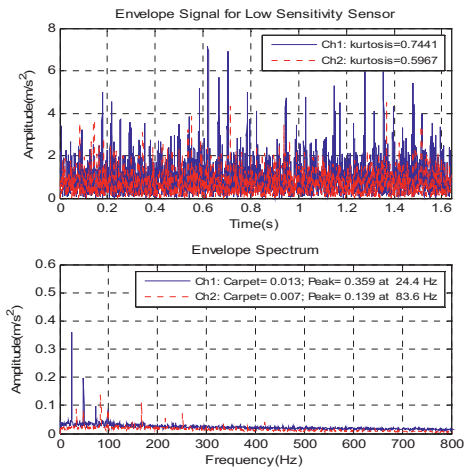 Envelope Signal for Low Sensitivity Sensor
8
6
4
2
0
Amplitude(m/s²)
Ch1: kurtosis=0.7441
Ch2: kurtosis=0.5967
0 0.2 0.4 0.6 0.8 1 1.2 1.4 1.6
Time(s)
Envelope Spectrum
0.6
0.5
0.4
0.3
0.2
0.1
0
Amplitude(m/s²)
Ch1: Carpet= 0.013; Peak= 0.359 at 24.4 Hz
Ch2: Carpet= 0.007; Peak= 0.139 at 83.6 Hz
0 100 200 300 400 500 600 700 800
Frequency(Hz)